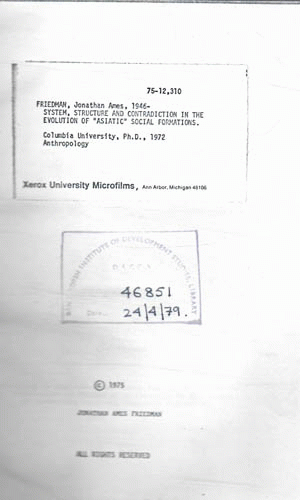 75-12,310
FRIEDMAN, Jonathan Ames, 1946-
SYSTEM, STRUCTURE AND CONTRADICTION IN THE
EVOLUTION OF "ASIATIC" SOCIAL FORMATIONS.
Columbia University, Ph.D., 1972
Anthropology
Xerox University Microfilms, Ann Arbor, Michigan 48106
INSTITUTE OF DEVELOPMENT STUDIES LIBRARY
46851
Date 24/4/79.
© 1975
JONATHAN AMES FRIEDMAN
ALL RIGHTS RESERVED